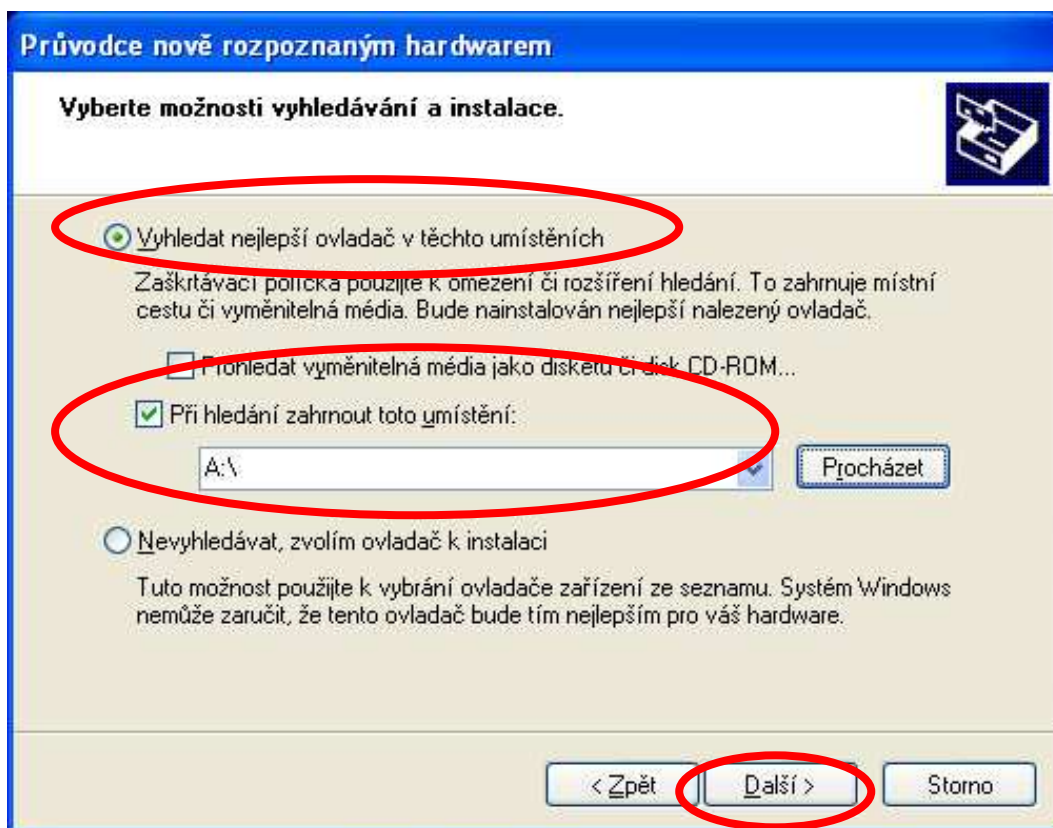 Průvodce nově rozpoznaným hardwarem
Vyberte možnosti vyhledávání a instalace.
Vyhledat nejlepší ovladač v těchto umístěních
Zaškrtávací políčka použijte k omezení či rozšíření hledání. To zahrnuje místní
cestu či vyměnitelná média. Bude nainstalován nejlepší nalezený ovladač.
Prohledat vyměnitelná média jako disketu či disk CD-ROM...
Při hledání zahrnout toto umístění:
A:\
Procházet
Nevyhledávat, zvolím ovladač k instalaci
Tuto možnost použijte k vybrání ovladače zařízení ze seznamu. Systém Windows
nemůže zaručit, že tento ovladač bude tím nejlepším pro váš hardware.
< Zpět
Další >
Storno